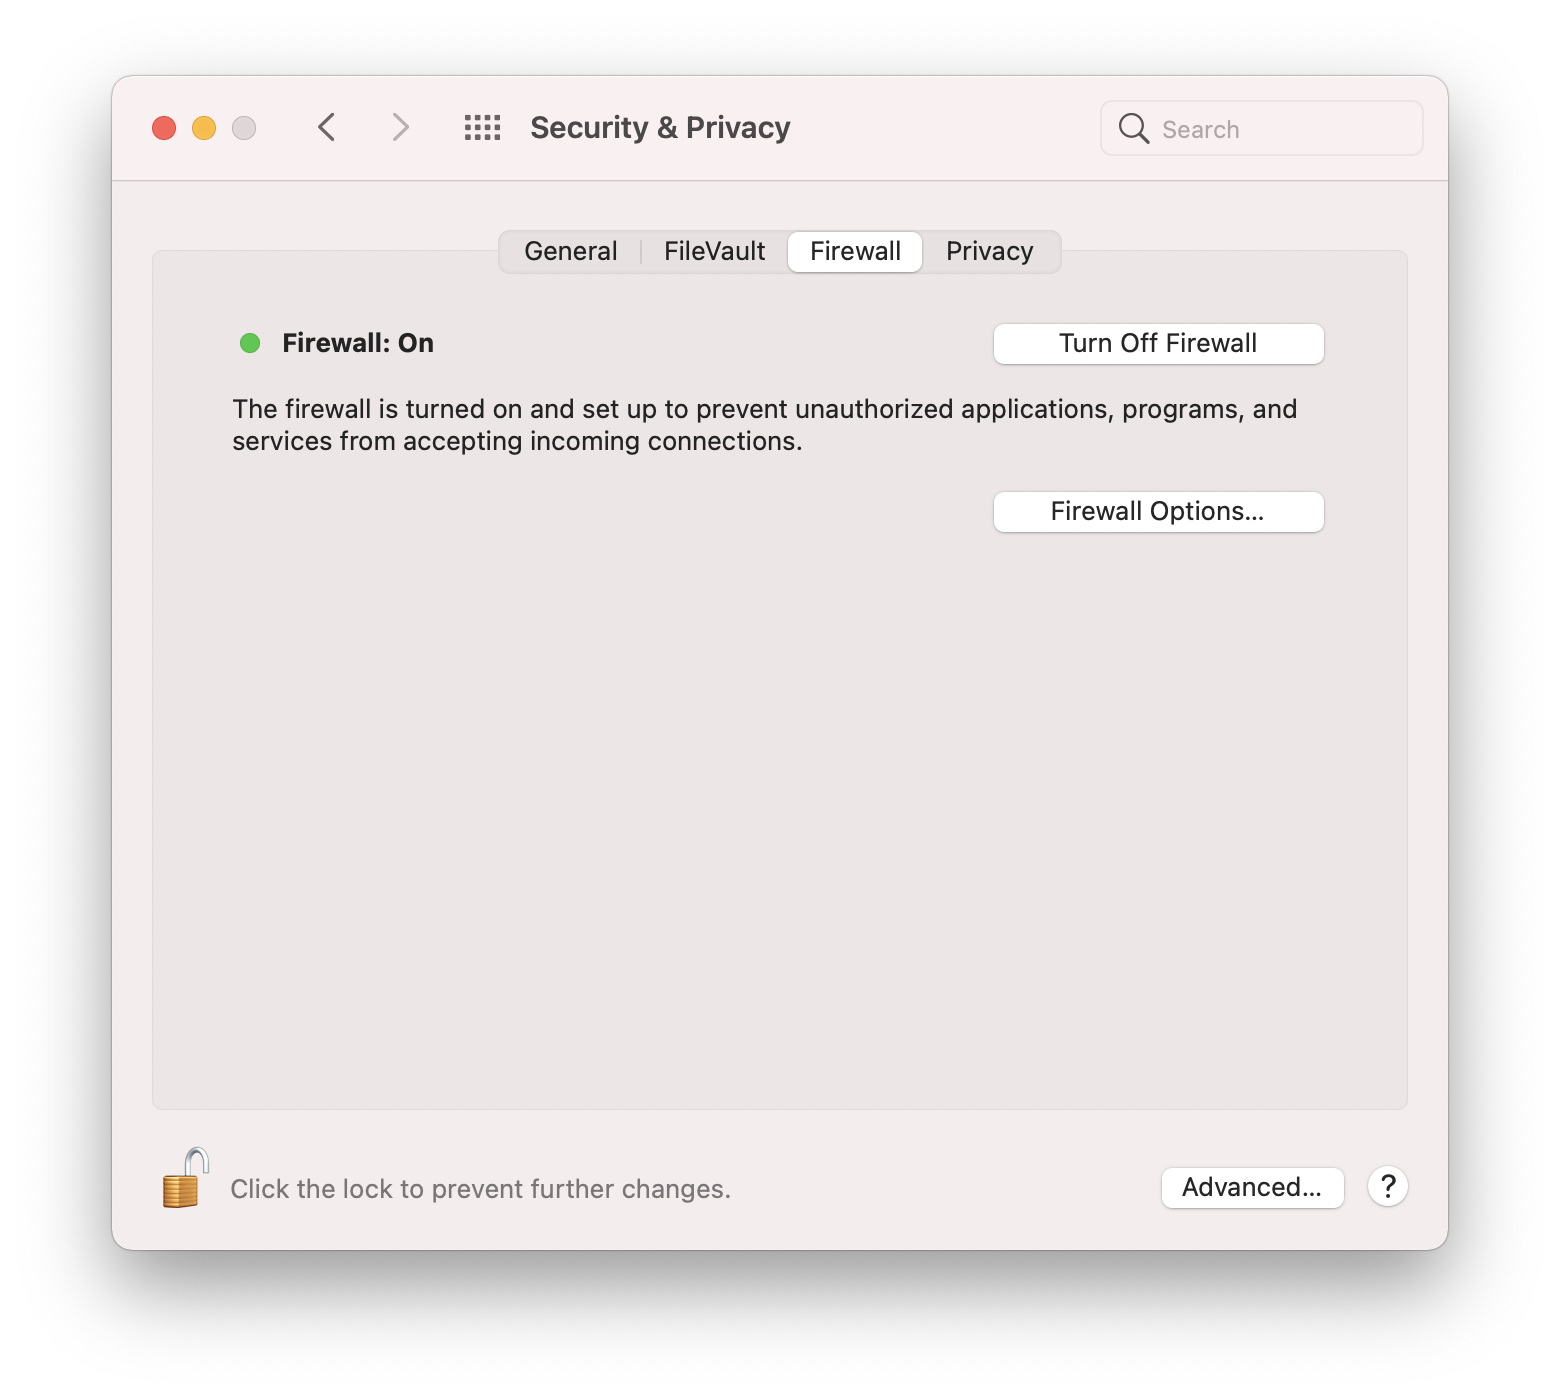 Security & Privacy
Search
General
FileVault
Firewall
Privacy
Firewall: On
Turn Off Firewall
The firewall is turned on and set up to prevent unauthorized applications, programs, and
services from accepting incoming connections.
Firewall Options...
Click the lock to prevent further changes.
Advanced...
?